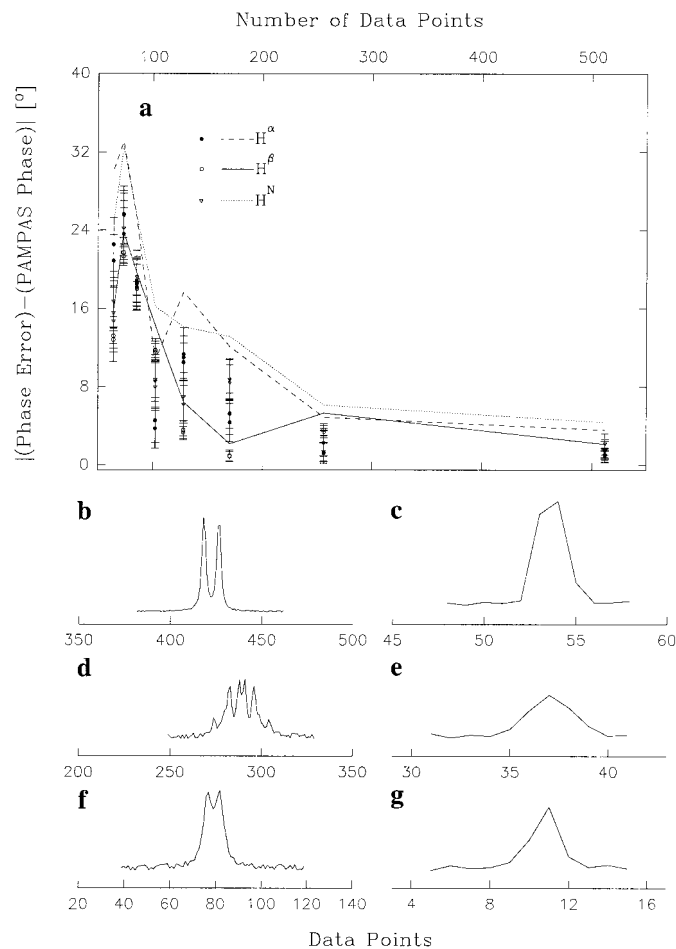 Number of Data Points
100 200 300 400 500
|(Phase Error)−(PAMPAS Phase)| [º]
40
32
24
16
8
0
a
Hα
Hβ
HN
b
350 400 450 500
c
45 50 55 60
d
200 250 300 350
e
30 35 40
f
20 40 60 80 100 120 140
g
4 8 12 16
Data Points